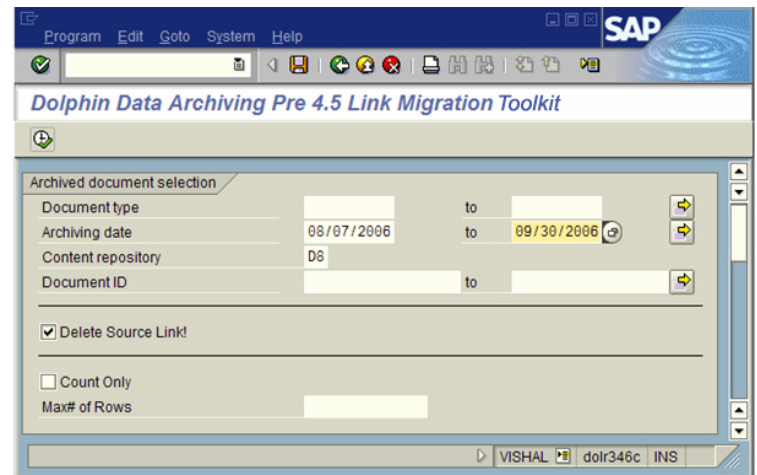 SAP
Program Edit Goto System Help
Dolphin Data Archiving Pre 4.5 Link Migration Toolkit
Archived document selection
Document type to
Archiving date 08/07/2006 to 09/30/2006
Content repository D8
Document ID to
Delete Source Link!
Count Only
Max# of Rows
VISHAL dolr346c INS